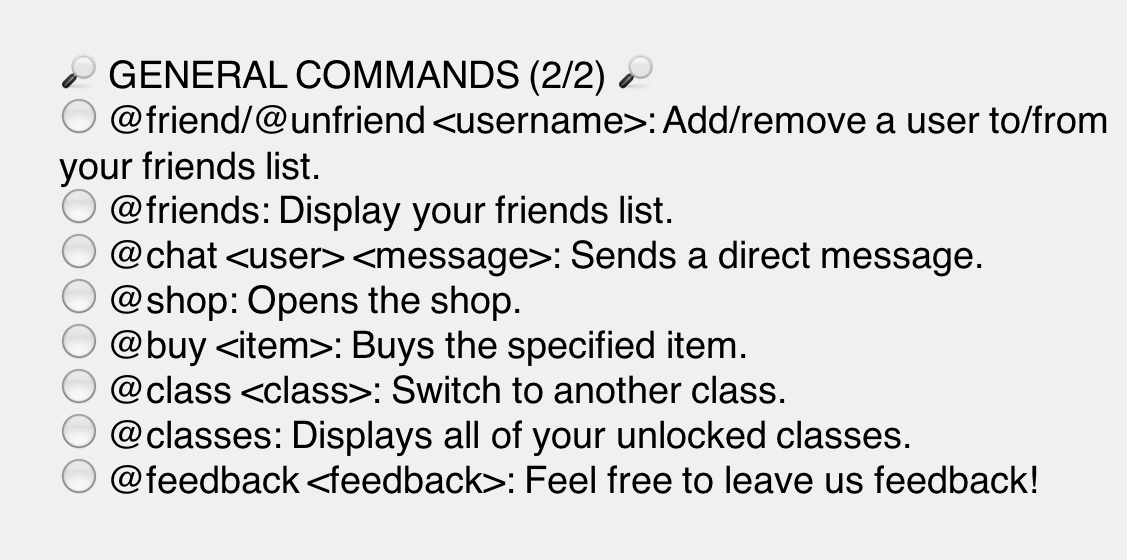 🔎 GENERAL COMMANDS (2/2) 🔎
⚪ @friend/@unfriend <username>: Add/remove a user to/from
your friends list.
⚪ @friends: Display your friends list.
⚪ @chat <user> <message>: Sends a direct message.
⚪ @shop: Opens the shop.
⚪ @buy <item>: Buys the specified item.
⚪ @class <class>: Switch to another class.
⚪ @classes: Displays all of your unlocked classes.
⚪ @feedback <feedback>: Feel free to leave us feedback!